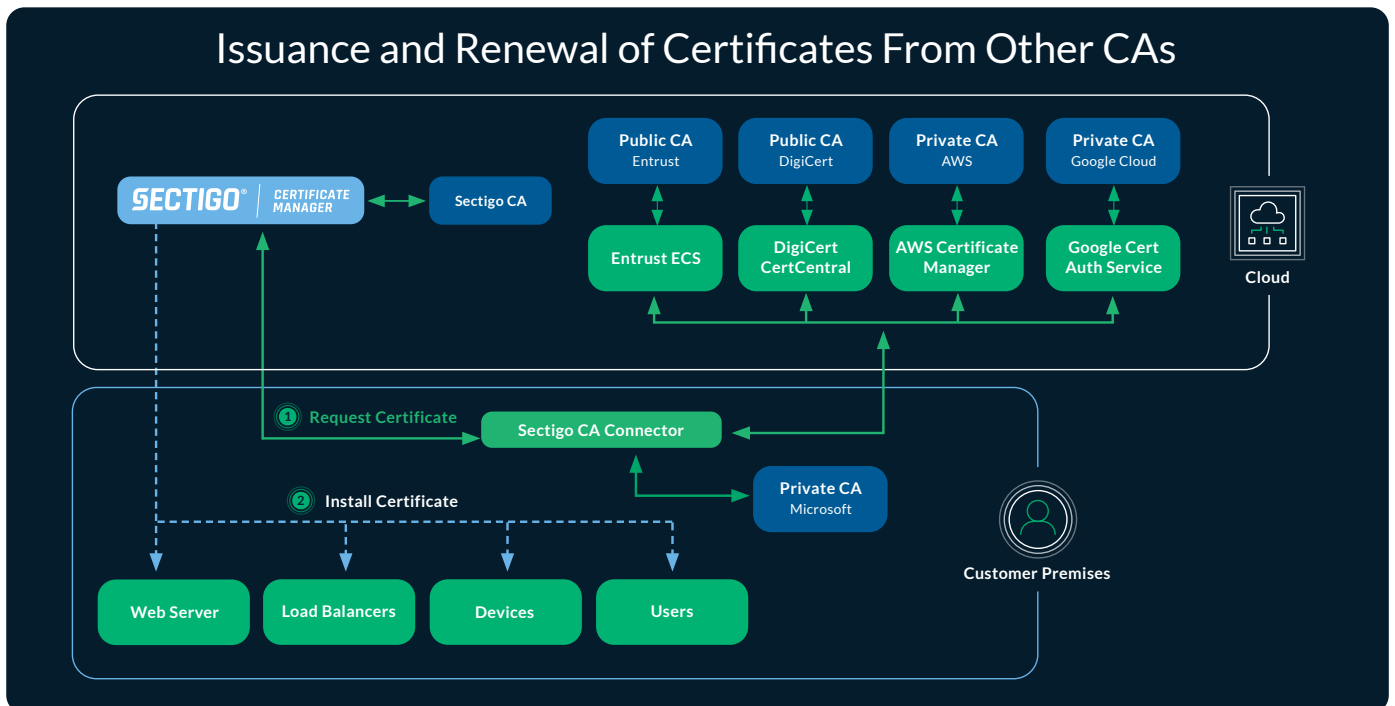 Issuance and Renewal of Certificates From Other CAs
Public CA
Entrust
Public CA
DigiCert
Private CA
AWS
Private CA
Google Cloud
SECTIGO®
CERTIFICATE
MANAGER
Sectigo CA
Entrust ECS
DigiCert
CertCentral
AWS Certificate
Manager
Google Cert
Auth Service
Cloud
1 Request Certificate
Sectigo CA Connector
Private CA
Microsoft
2 Install Certificate
Customer Premises
Web Server
Load Balancers
Devices
Users